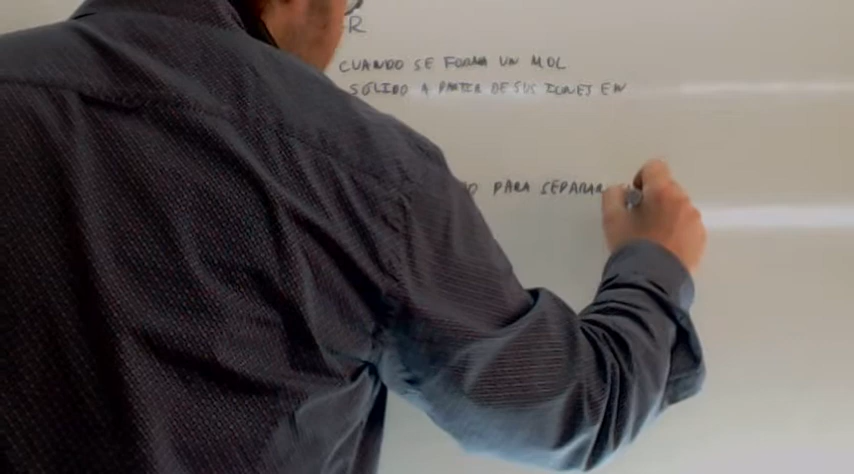 R
CUANDO SE FORMA UN MOL
SOLIDO A PARTIR DE SUS IONES EN
PARA SEPARAR